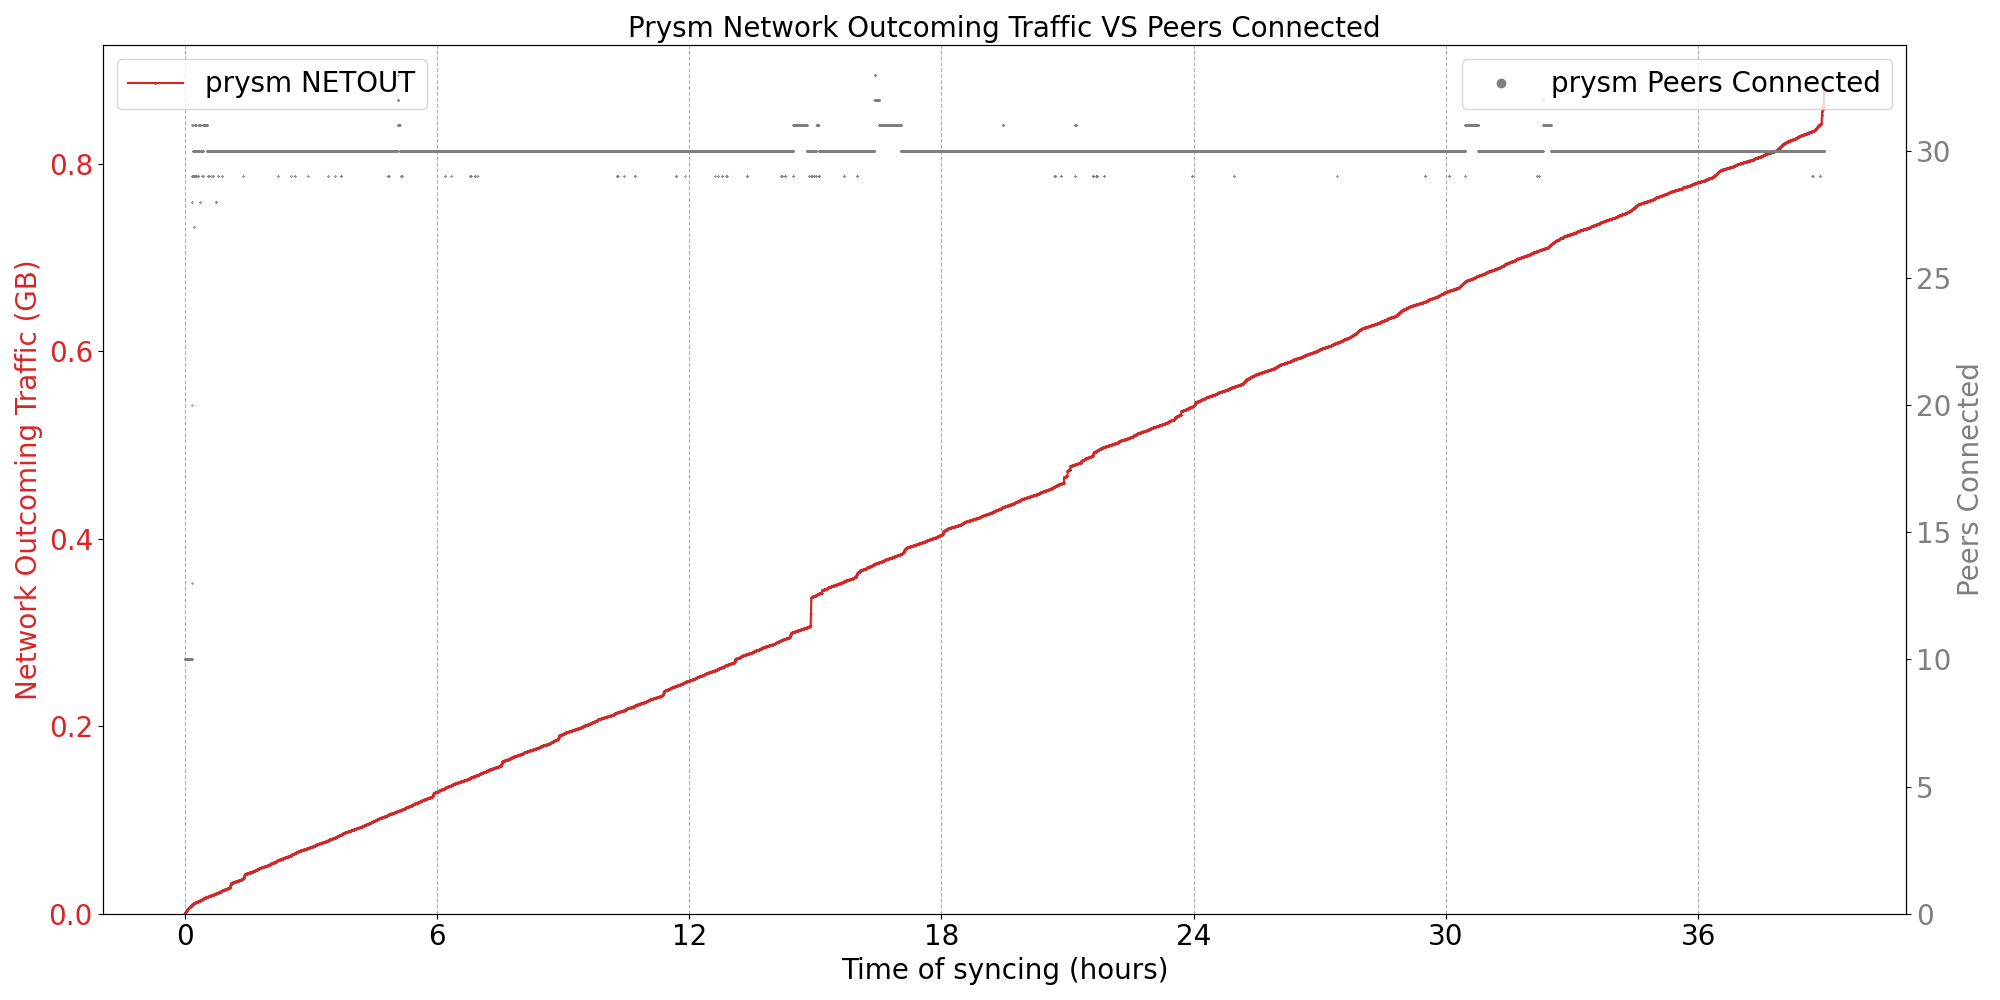 Prysm Network Outcoming Traffic VS Peers Connected
prysm NETOUT
prysm Peers Connected
Network Outcoming Traffic (GB)
0.8
0.6
0.4
0.2
0.0
30
25
20
15
10
5
0
Peers Connected
0 6 12 18 24 30 36
Time of syncing (hours)